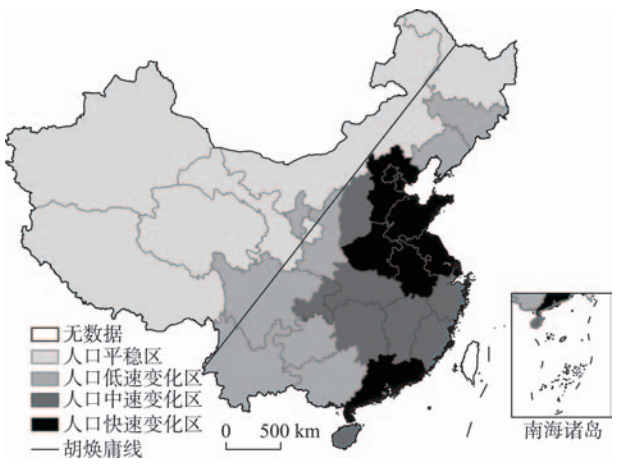 无数据
人口平稳区
人口低速变化区
人口中速变化区
人口快速变化区
胡焕庸线
0 500 km
南海诸岛